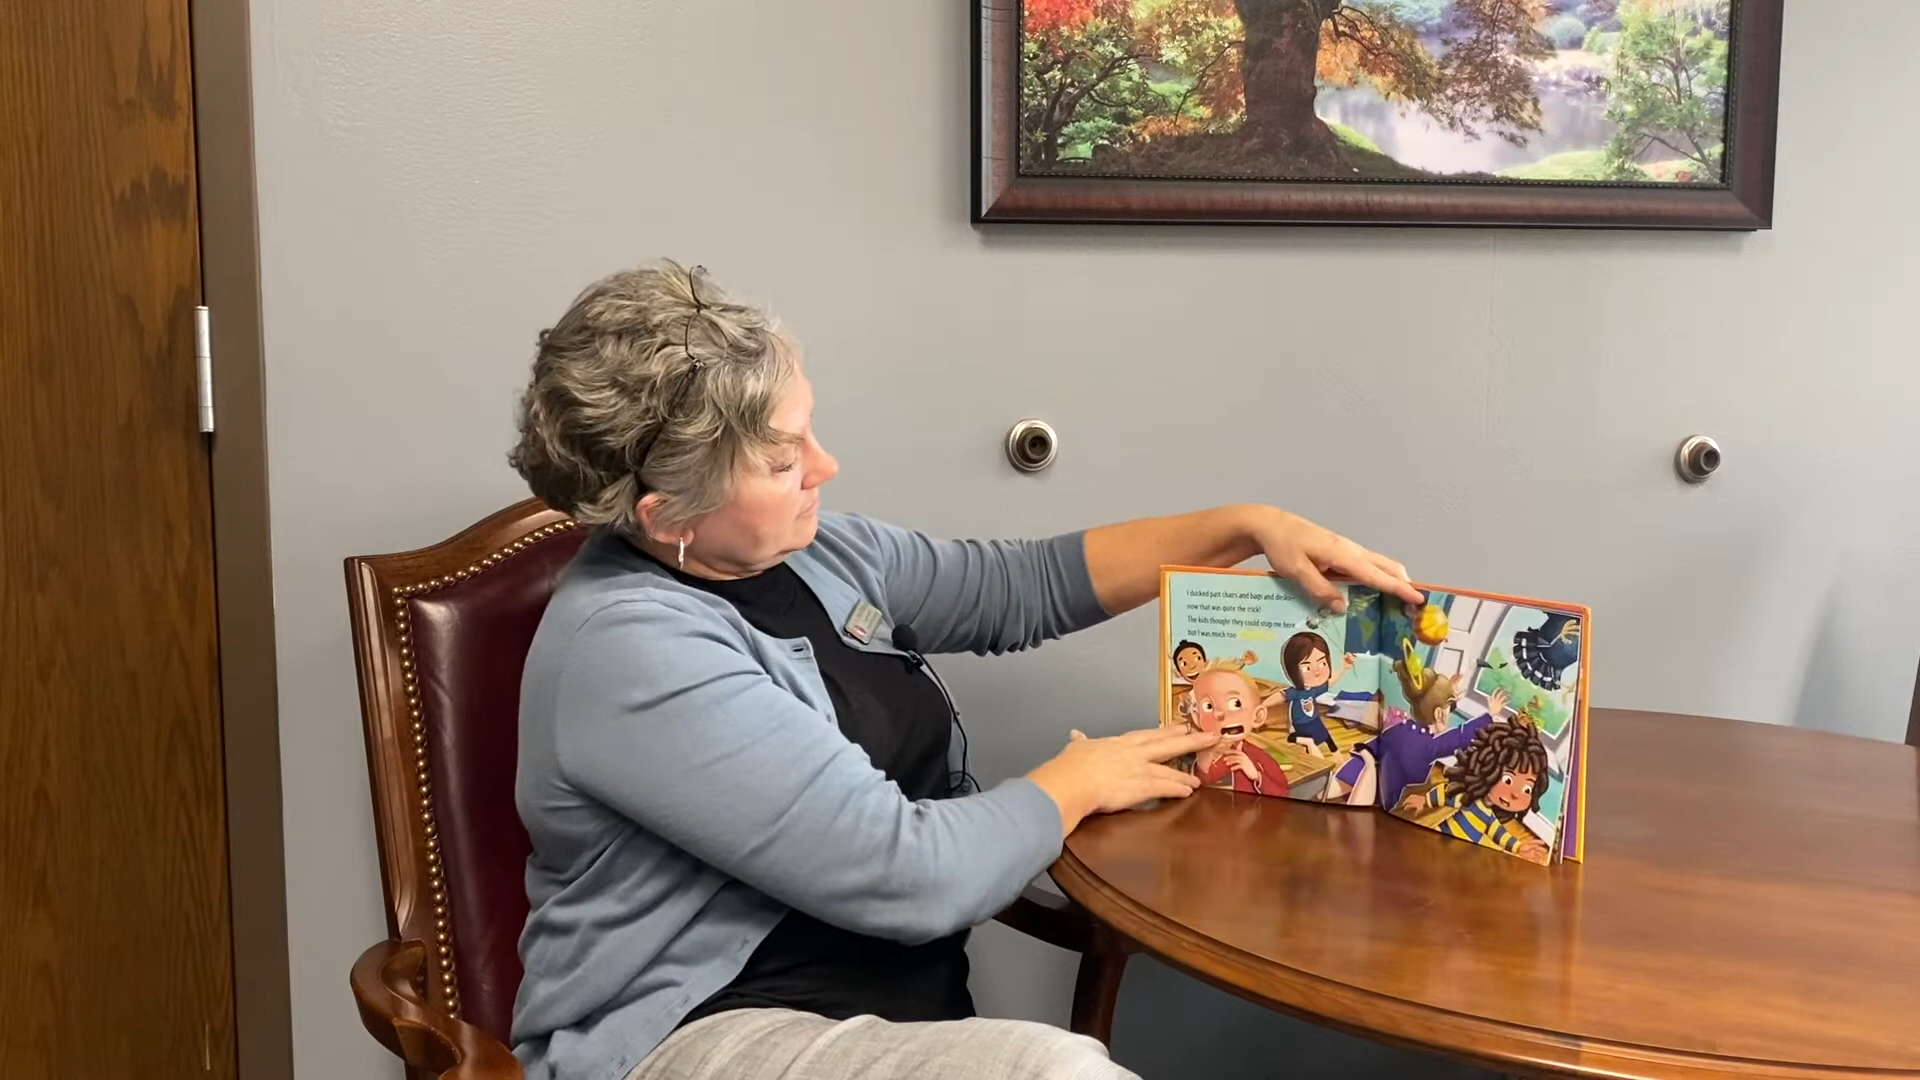 I ducked past chairs and bags and desks—
now that was quite the trick!
The kids thought they could stop me here,
but I was much too